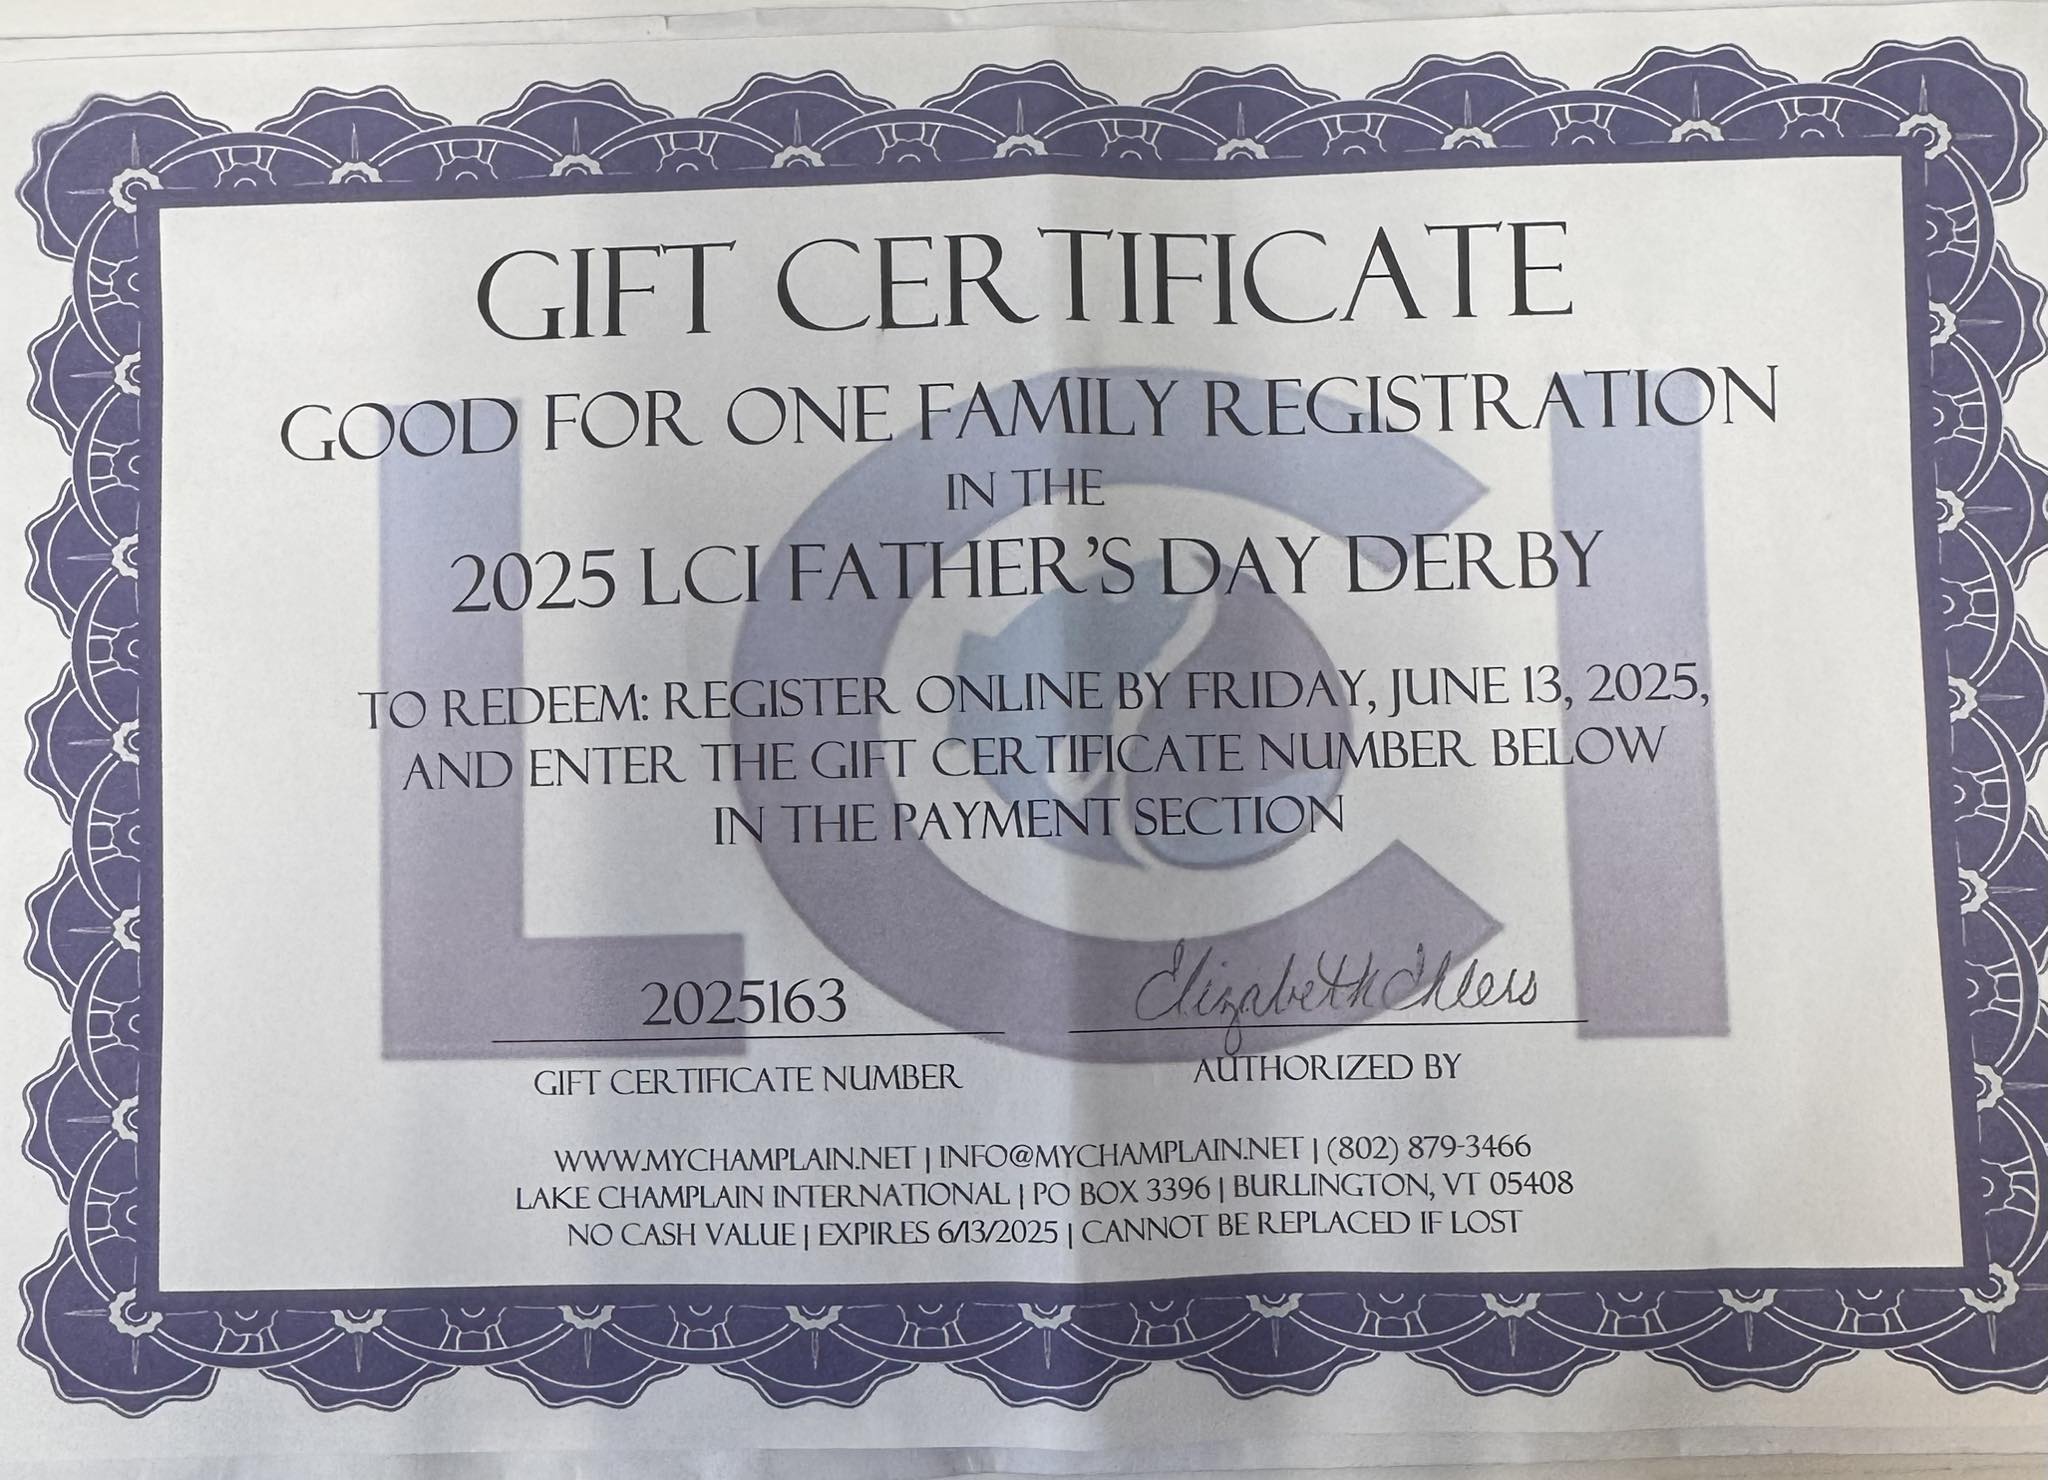 GIFT CERTIFICATE
GOOD FOR ONE FAMILY REGISTRATION
IN THE
2025 LCI FATHER'S DAY DERBY
TO REDEEM: REGISTER ONLINE BY FRIDAY, JUNE 13, 2025,
AND ENTER THE GIFT CERTIFICATE NUMBER BELOW
IN THE PAYMENT SECTION
2025163
Elizabeth Ehlers
GIFT CERTIFICATE NUMBER
AUTHORIZED BY
WWW.MYCHAMPLAIN.NET | INFO@MYCHAMPLAIN.NET | (802) 879-3466
LAKE CHAMPLAIN INTERNATIONAL | PO BOX 3396 | BURLINGTON, VT 05408
NO CASH VALUE | EXPIRES 6/13/2025 | CANNOT BE REPLACED IF LOST
LCI